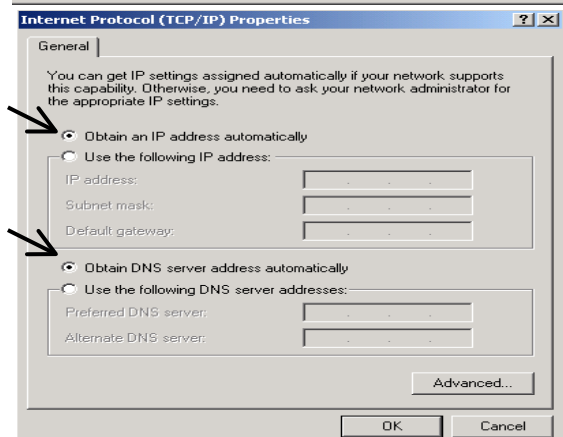 Internet Protocol (TCP/IP) Properties
General
You can get IP settings assigned automatically if your network supports
this capability. Otherwise, you need to ask your network administrator for
the appropriate IP settings.
Obtain an IP address automatically
Use the following IP address:
IP address:
Subnet mask:
Default gateway:
Obtain DNS server address automatically
Use the following DNS server addresses:
Preferred DNS server:
Alternate DNS server:
Advanced...
OK Cancel